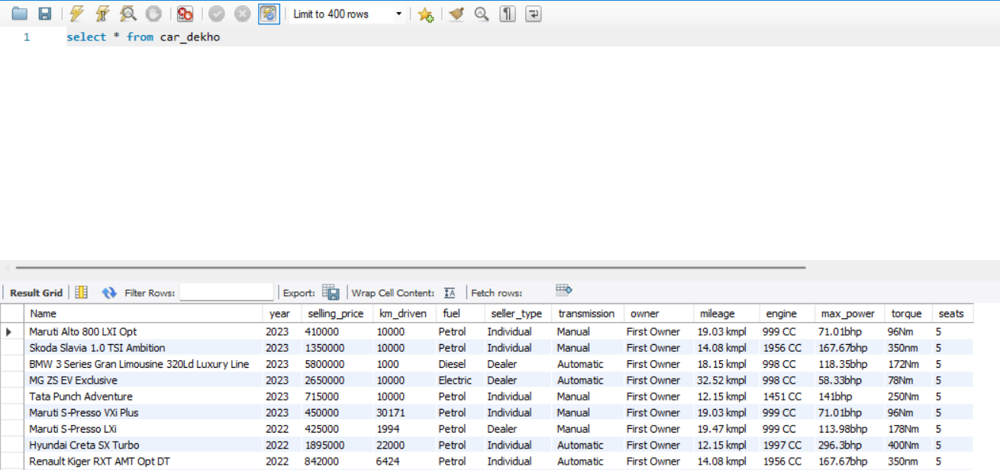 Limit to 400 rows
1 select * from car_dekho
Result Grid Filter Rows: Export: Wrap Cell Content: Fetch rows:
Name year selling_price km_driven fuel seller_type transmission owner mileage engine max_power torque seats
Maruti Alto 800 LXI Opt 2023 410000 10000 Petrol Individual Manual First Owner 19.03 kmpl 999 CC 71.01bhp 96Nm 5
Skoda Slavia 1.0 TSI Ambition 2023 1350000 10000 Petrol Individual Manual First Owner 14.08 kmpl 1956 CC 167.67bhp 350nm 5
BMW 3 Series Gran Limousine 320Ld Luxury Line 2023 5800000 1000 Diesel Dealer Automatic First Owner 18.15 kmpl 998 CC 118.35bhp 172Nm 5
MG ZS EV Exclusive 2023 2650000 10000 Electric Dealer Automatic First Owner 32.52 kmpl 998 CC 58.33bhp 78Nm 5
Tata Punch Adventure 2023 715000 10000 Petrol Individual Manual First Owner 12.15 kmpl 1451 CC 141bhp 250Nm 5
Maruti S-Presso VXi Plus 2023 450000 30171 Petrol Individual Manual First Owner 19.03 kmpl 999 CC 71.01bhp 96Nm 5
Maruti S-Presso LXi 2022 425000 1994 Petrol Dealer Manual First Owner 19.47 kmpl 999 CC 113.98bhp 178Nm 5
Hyundai Creta SX Turbo 2022 1895000 22000 Petrol Individual Automatic First Owner 12.15 kmpl 1997 CC 296.3bhp 400Nm 5
Renault Kiger RXT AMT Opt DT 2022 842000 6424 Petrol Individual Automatic First Owner 14.08 kmpl 1956 CC 167.67bhp 350nm 5